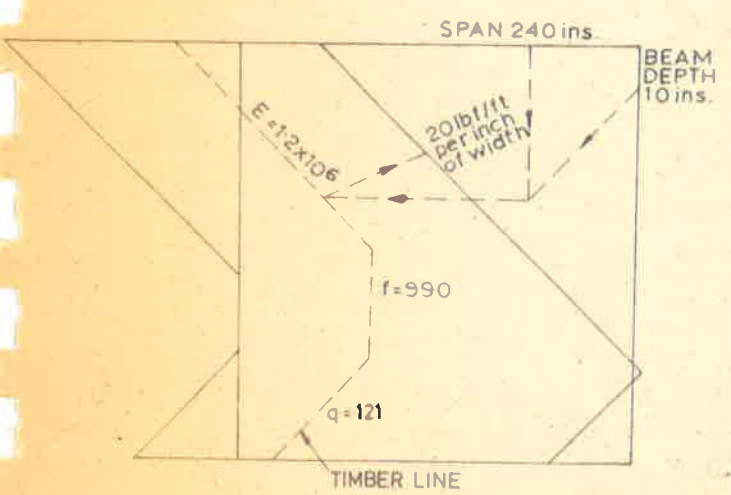 SPAN 240 ins.
BEAM
DEPTH
10 ins.
E = 1·2x10⁶
20 lbf/ft
per inch
of width
f = 990
q = 121
TIMBER LINE